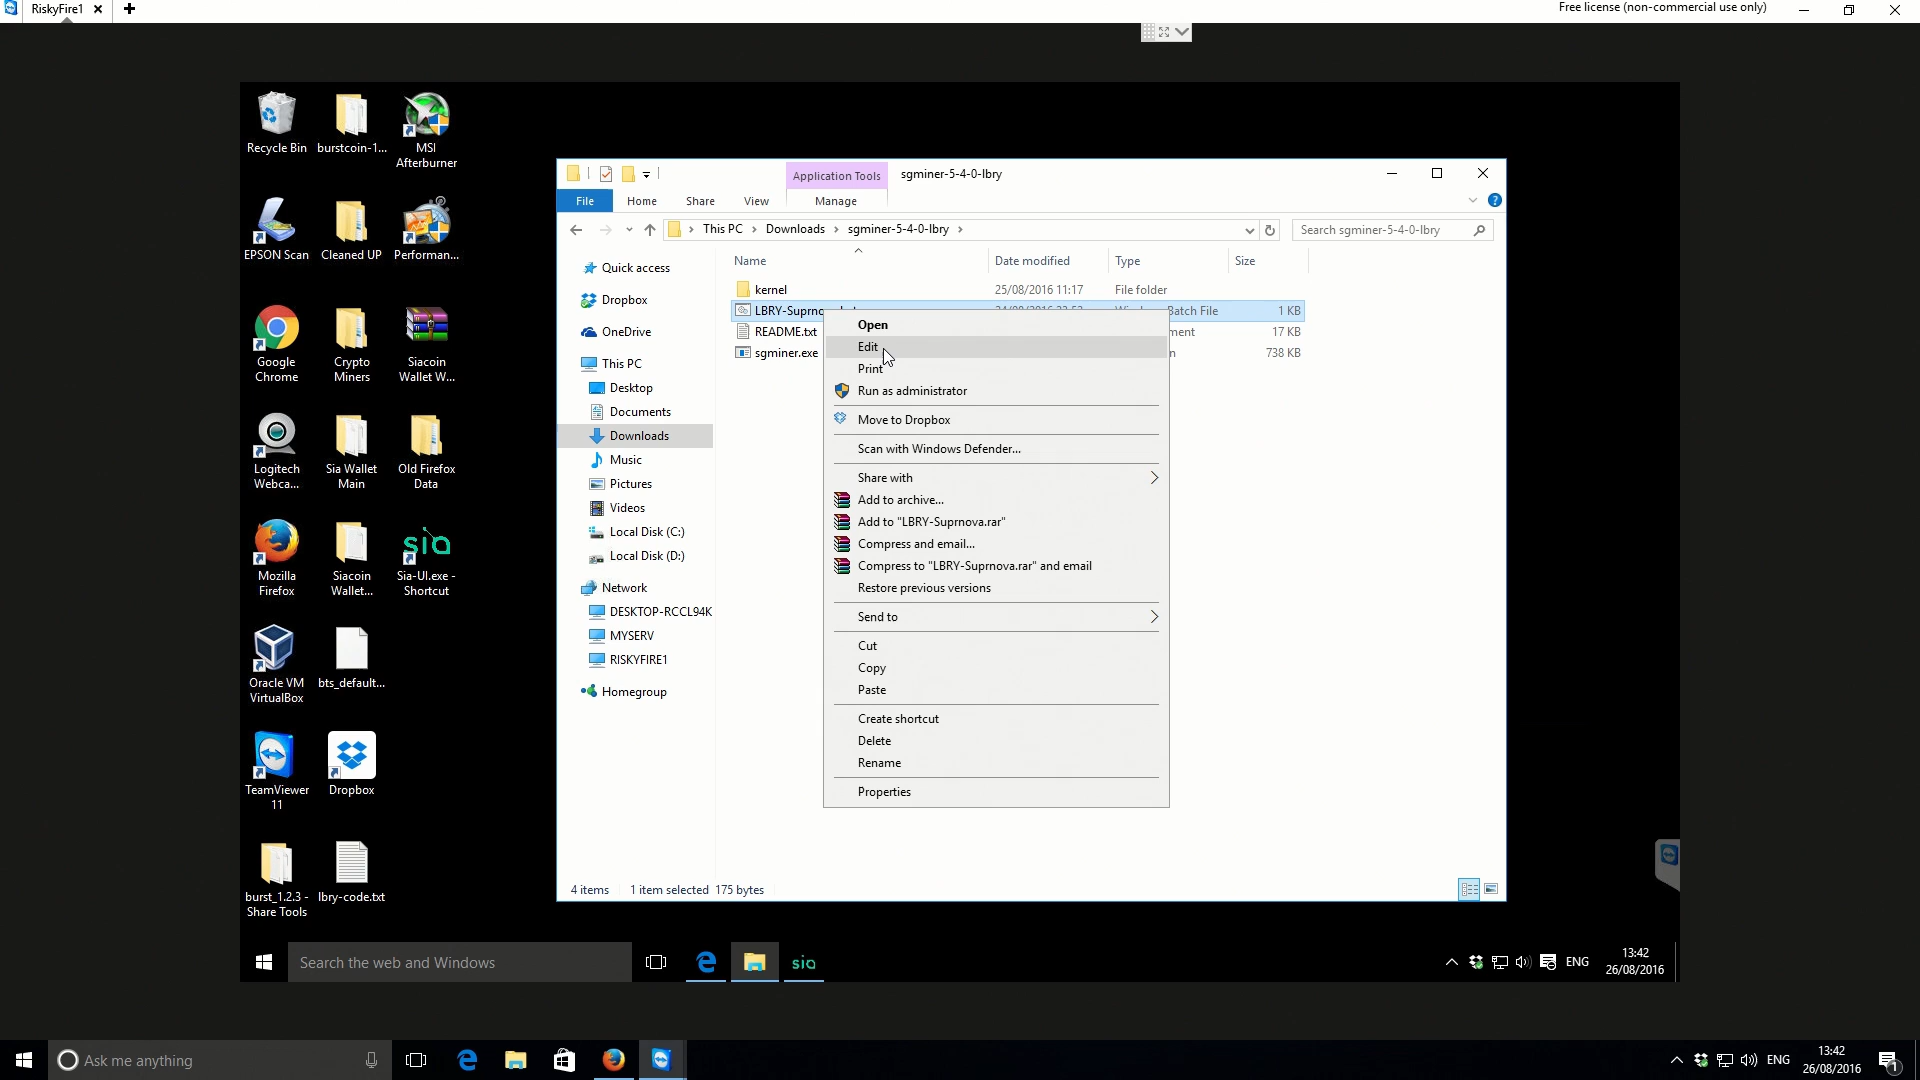 RiskyFire1
Free license (non-commercial use only)
Recycle Bin
burstcoin-1...
MSI
Afterburner
EPSON Scan
Cleaned UP
Performan...
Google
Chrome
Crypto
Miners
Siacoin
Wallet W...
Logitech
Webca...
Sia Wallet
Main
Old Firefox
Data
Mozilla
Firefox
Siacoin
Wallet...
sia
Sia-UI.exe -
Shortcut
Oracle VM
VirtualBox
bts_default...
TeamViewer
11
Dropbox
burst_1.2.3 -
Share Tools
lbry-code.txt
Application Tools
sgminer-5-4-0-lbry
File
Home
Share
View
Manage
This PC
Downloads
sgminer-5-4-0-lbry
Search sgminer-5-4-0-lbry
Quick access
Dropbox
OneDrive
This PC
Desktop
Documents
Downloads
Music
Pictures
Videos
Local Disk (C:)
Local Disk (D:)
Network
DESKTOP-RCCL94K
MYSERV
RISKYFIRE1
Homegroup
Name
Date modified
Type
Size
kernel
25/08/2016 11:17
File folder
LBRY-Suprno
Batch File
1 KB
README.txt
17 KB
sgminer.exe
738 KB
Open
Edit
Print
Run as administrator
Move to Dropbox
Scan with Windows Defender...
Share with
Add to archive...
Add to "LBRY-Suprnova.rar"
Compress and email...
Compress to "LBRY-Suprnova.rar" and email
Restore previous versions
Send to
Cut
Copy
Paste
Create shortcut
Delete
Rename
Properties
4 items
1 item selected 175 bytes
Search the web and Windows
sia
ENG
13:42
26/08/2016
Ask me anything
ENG
13:42
26/08/2016
1